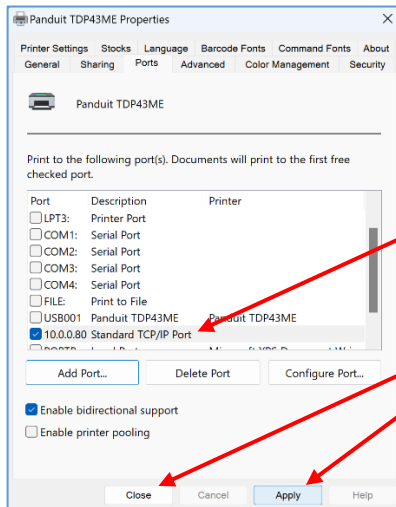 Panduit TDP43ME Properties
Printer Settings Stocks Language Barcode Fonts Command Fonts About
General Sharing Ports Advanced Color Management Security
Panduit TDP43ME
Print to the following port(s). Documents will print to the first free
checked port.
Port Description Printer
LPT3: Printer Port
COM1: Serial Port
COM2: Serial Port
COM3: Serial Port
COM4: Serial Port
FILE: Print to File
USB001 Panduit TDP43ME Panduit TDP43ME
10.0.0.80 Standard TCP/IP Port
Add Port... Delete Port Configure Port...
Enable bidirectional support
Enable printer pooling
Close Cancel Apply Help